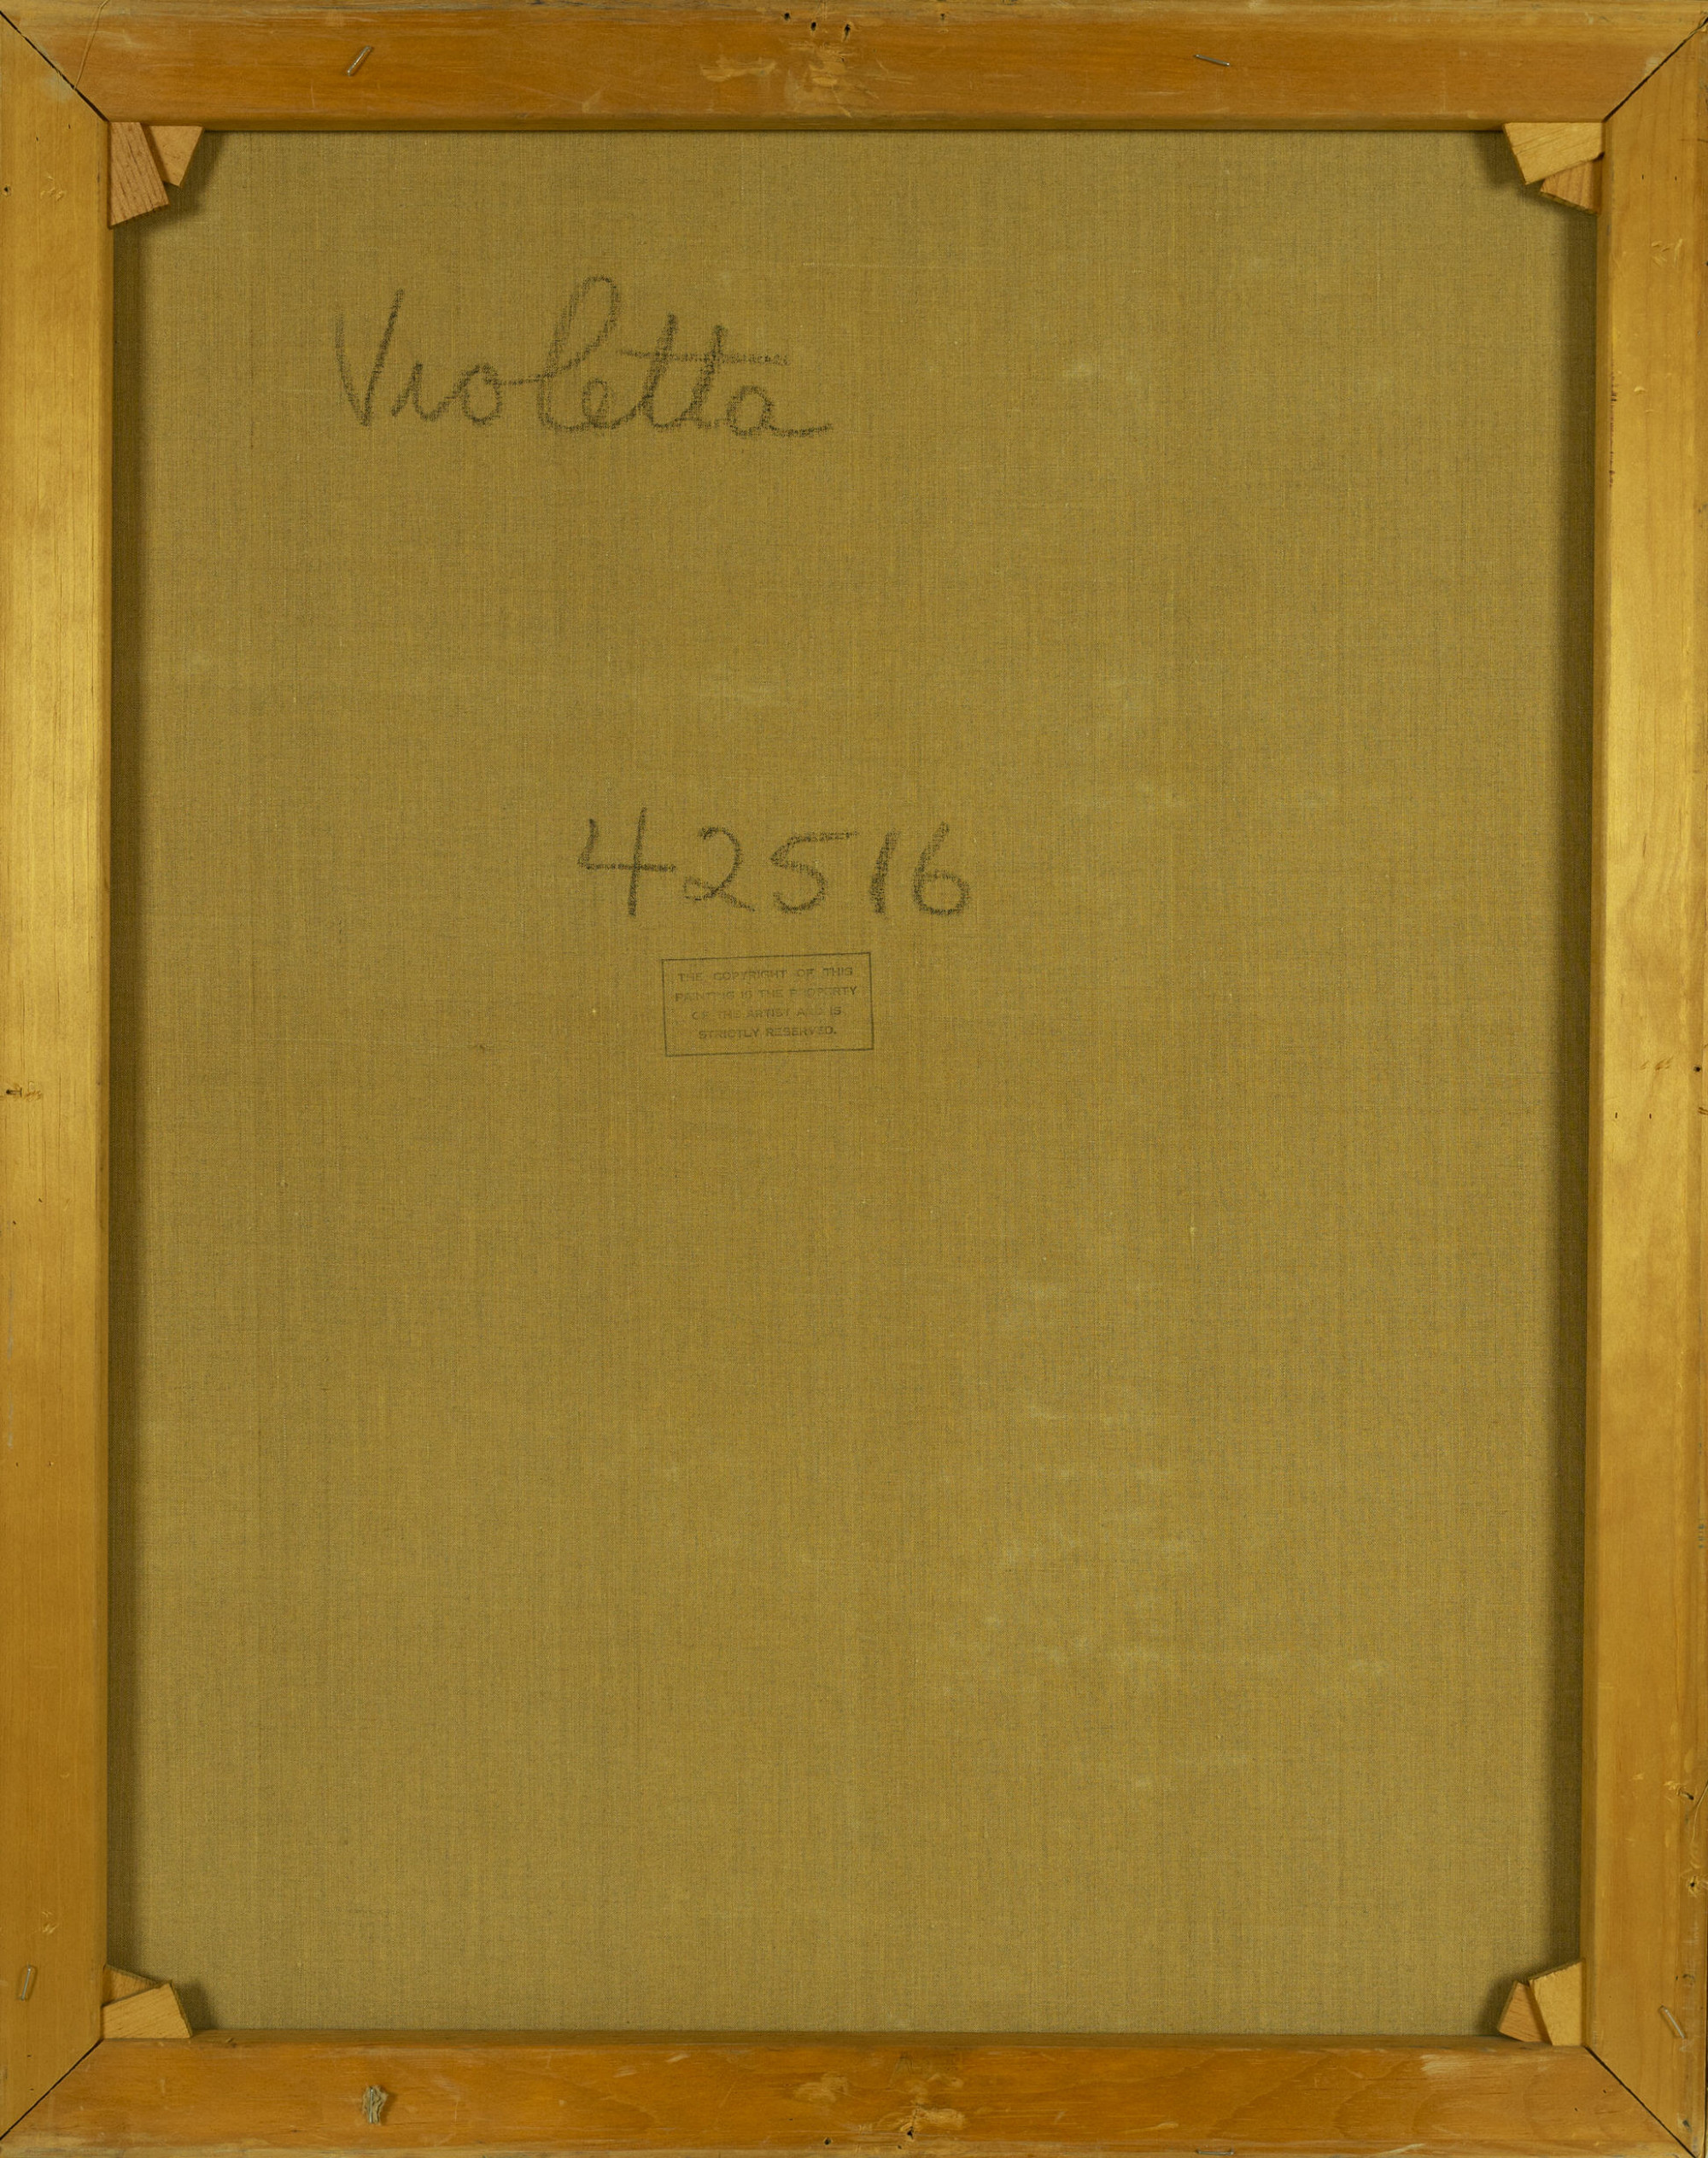 Violetta
42516
THE COPYRIGHT OF THIS
PAINTING IS THE PROPERTY
OF THE ARTIST AND IS
STRICTLY RESERVED.